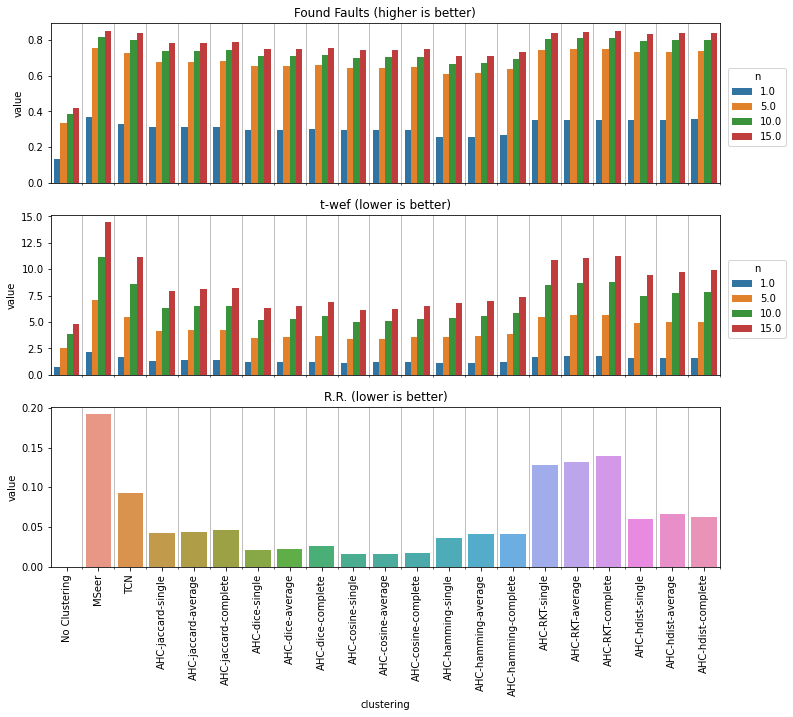 Found Faults (higher is better)
value
0.8
0.6
0.4
0.2
0.0
n
1.0
5.0
10.0
15.0
t-wef (lower is better)
value
15.0
12.5
10.0
7.5
5.0
2.5
0.0
n
1.0
5.0
10.0
15.0
R.R. (lower is better)
value
0.20
0.15
0.10
0.05
0.00
No Clustering
MSeer
TCN
AHC-jaccard-single
AHC-jaccard-average
AHC-jaccard-complete
AHC-dice-single
AHC-dice-average
AHC-dice-complete
AHC-cosine-single
AHC-cosine-average
AHC-cosine-complete
AHC-hamming-single
AHC-hamming-average
AHC-hamming-complete
AHC-RKT-single
AHC-RKT-average
AHC-RKT-complete
AHC-hdist-single
AHC-hdist-average
AHC-hdist-complete
clustering